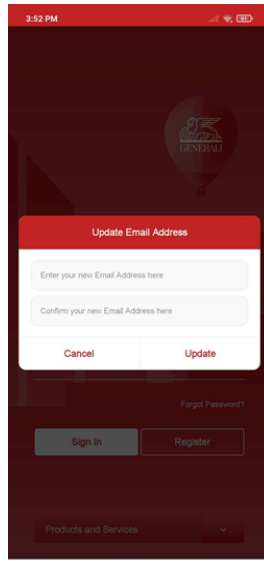 3:52 PM
91
GENERALI
Update Email Address
Enter your new Email Address here
Confirm your new Email Address here
Cancel
Update
Forgot Password?
Sign In
Register
Products and Services